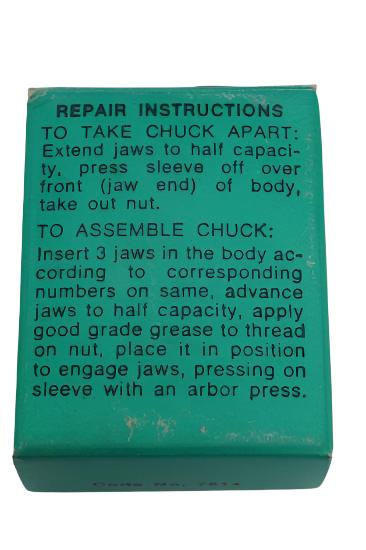 REPAIR INSTRUCTIONS
TO TAKE CHUCK APART:
Extend jaws to half capaci-
ty, press sleeve off over
front (jaw end) of body,
take out nut.
TO ASSEMBLE CHUCK:
Insert 3 jaws in the body ac-
cording to corresponding
numbers on same, advance
jaws to half capacity, apply
good grade grease to thread
on nut, place it in position
to engage jaws, pressing on
sleeve with an arbor press.
Code No.